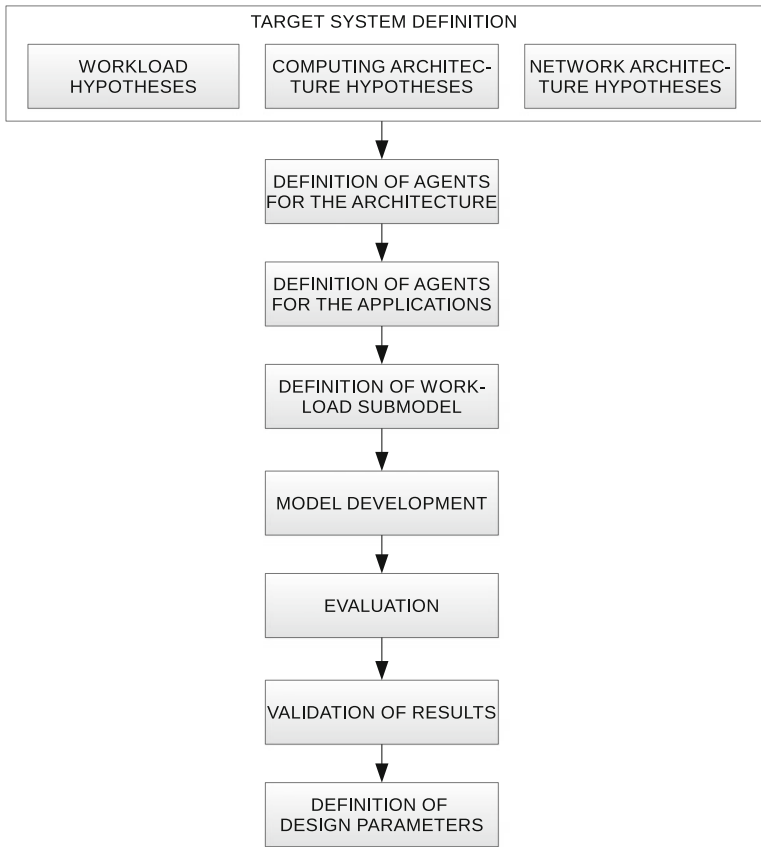 TARGET SYSTEM DEFINITION
WORKLOAD
HYPOTHESES
COMPUTING ARCHITEC-
TURE HYPOTHESES
NETWORK ARCHITEC-
TURE HYPOTHESES
DEFINITION OF AGENTS
FOR THE ARCHITECTURE
DEFINITION OF AGENTS
FOR THE APPLICATIONS
DEFINITION OF WORK-
LOAD SUBMODEL
MODEL DEVELOPMENT
EVALUATION
VALIDATION OF RESULTS
DEFINITION OF
DESIGN PARAMETERS